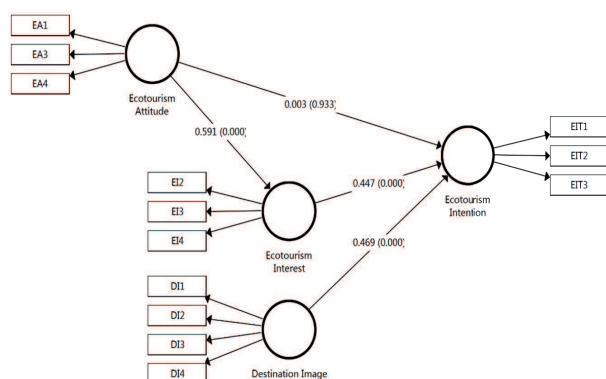 EA1
EA3
EA4
Ecotourism
Attitude
0.003 (0.933)
0.591 (0.000)
EIT1
EIT2
EIT3
Ecotourism
Intention
EI2
EI3
EI4
0.447 (0.000)
Ecotourism
Interest
0.469 (0.000)
DI1
DI2
DI3
DI4
Destination Image